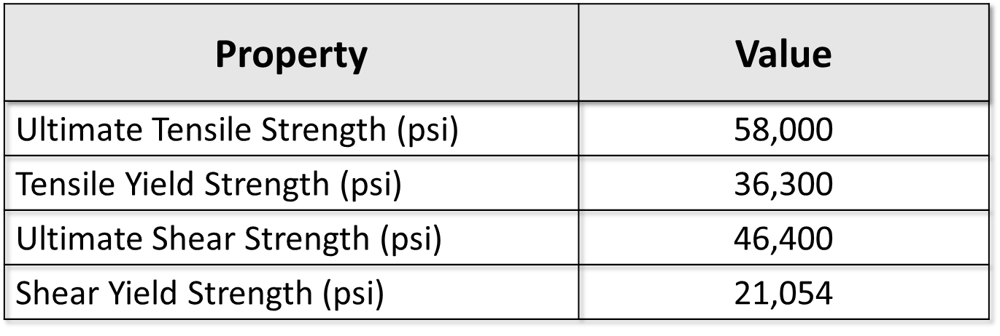 Property Value
Ultimate Tensile Strength (psi) 58,000
Tensile Yield Strength (psi) 36,300
Ultimate Shear Strength (psi) 46,400
Shear Yield Strength (psi) 21,054